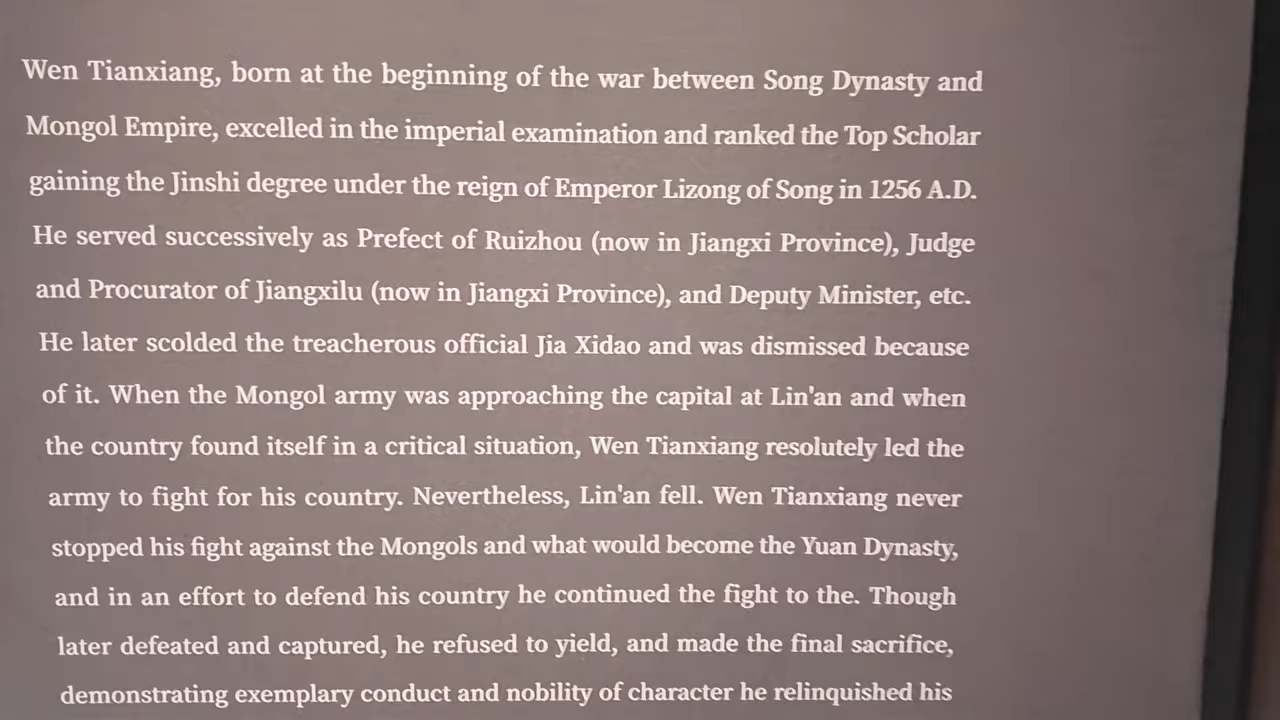 Wen Tianxiang, born at the beginning of the war between Song Dynasty and
Mongol Empire, excelled in the imperial examination and ranked the Top Scholar
gaining the Jinshi degree under the reign of Emperor Lizong of Song in 1256 A.D.
He served successively as Prefect of Ruizhou (now in Jiangxi Province), Judge
and Procurator of Jiangxilu (now in Jiangxi Province), and Deputy Minister, etc.
He later scolded the treacherous official Jia Xidao and was dismissed because
of it. When the Mongol army was approaching the capital at Lin'an and when
the country found itself in a critical situation, Wen Tianxiang resolutely led the
army to fight for his country. Nevertheless, Lin'an fell. Wen Tianxiang never
stopped his fight against the Mongols and what would become the Yuan Dynasty,
and in an effort to defend his country he continued the fight to the. Though
later defeated and captured, he refused to yield, and made the final sacrifice,
demonstrating exemplary conduct and nobility of character he relinquished his